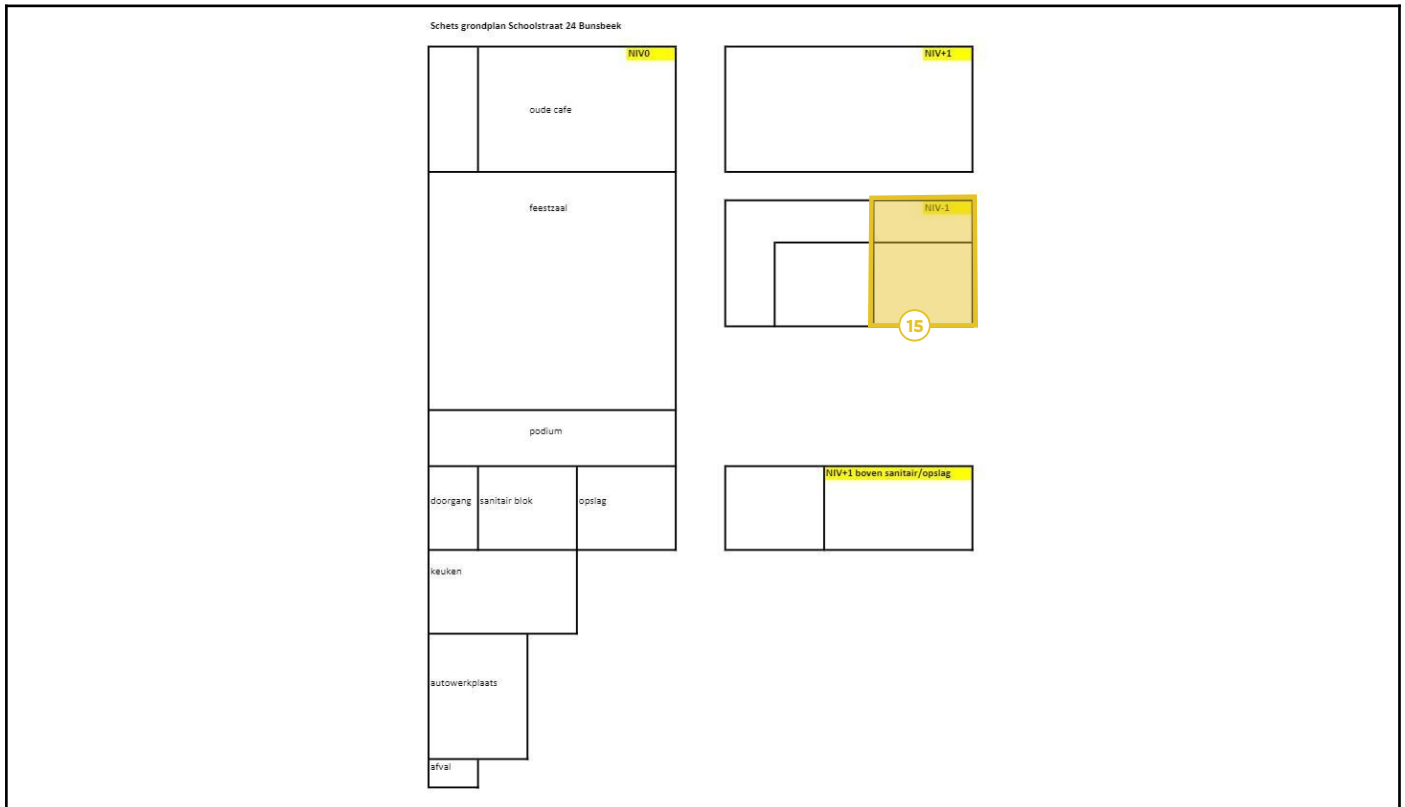 Schets grondplan Schoolstraat 24 Bunsbeek
NIV0
NIV+1
oude cafe
feestzaal
NIV-1
15
podium
NIV+1 boven sanitair/opslag
doorgang
sanitair blok
opslag
keuken
autowerkplaats
afval